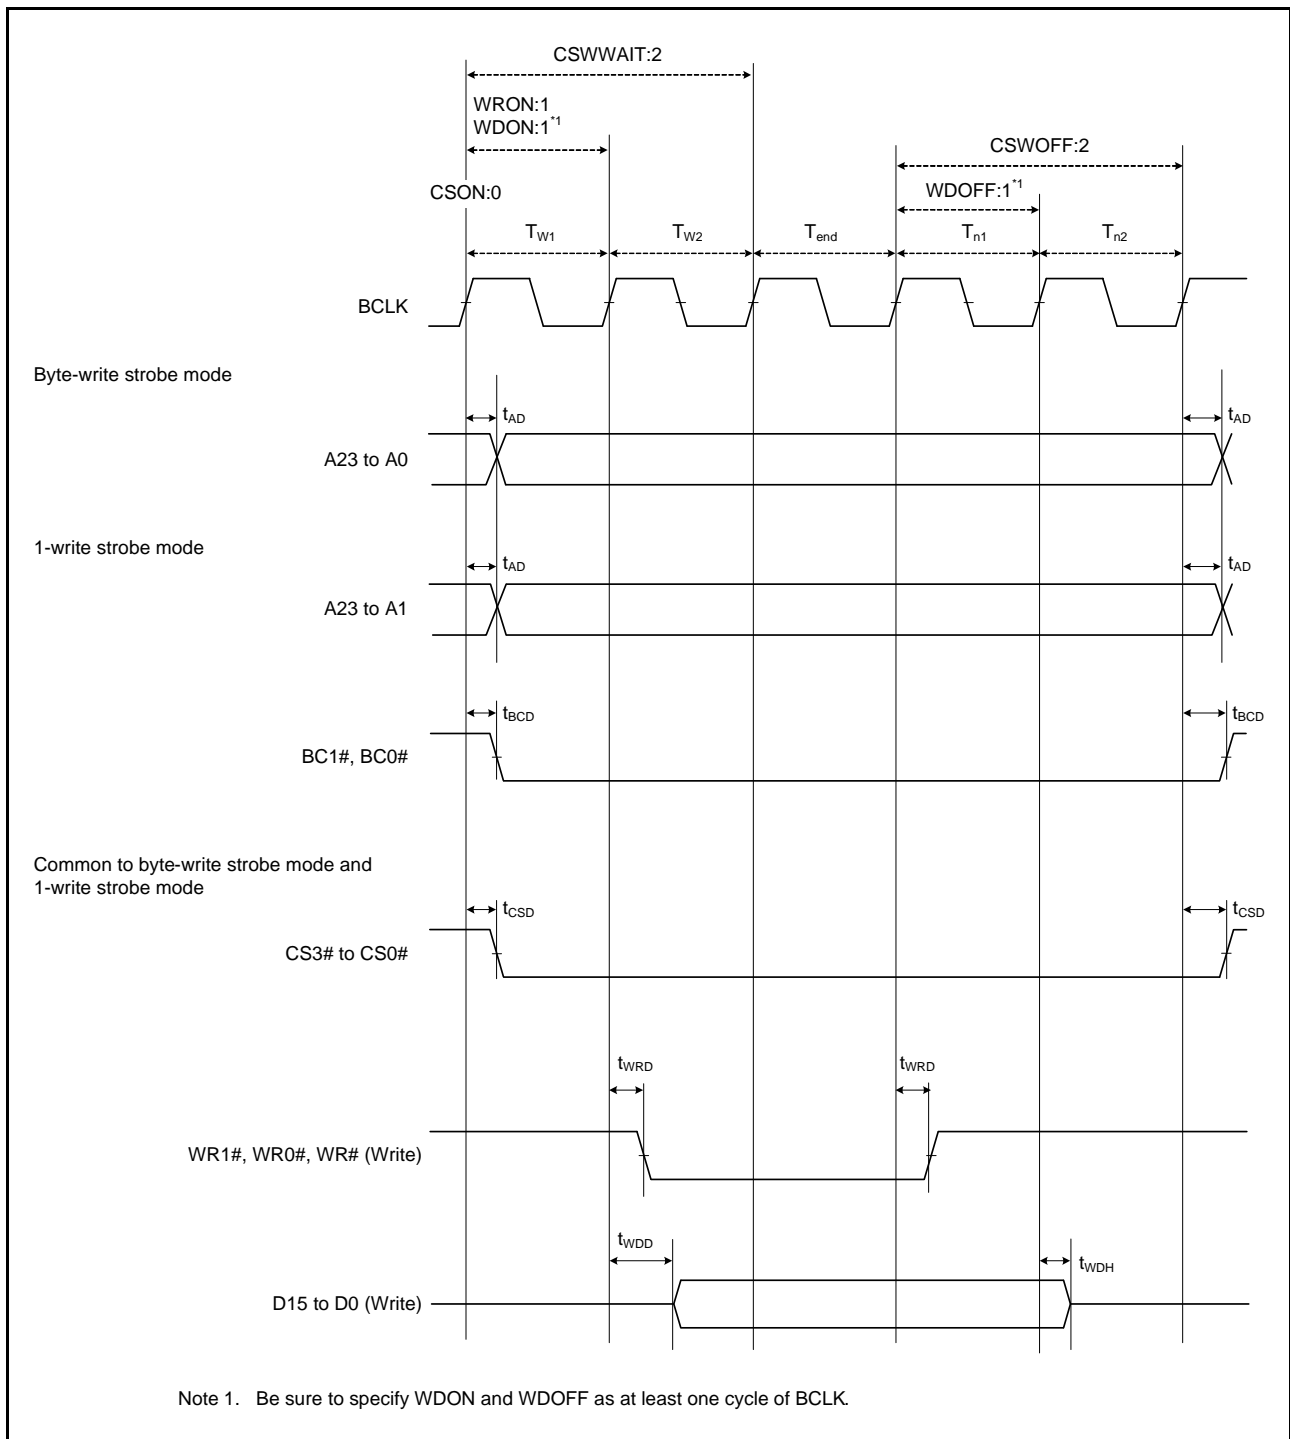 CSWWAIT:2
WRON:1
WDON:1*1
CSWOFF:2
CSON:0
WDOFF:1*1
TW1
TW2
Tend
Tn1
Tn2
BCLK
Byte-write strobe mode
tAD
tAD
A23 to A0
1-write strobe mode
tAD
tAD
A23 to A1
tBCD
tBCD
BC1#, BC0#
Common to byte-write strobe mode and
1-write strobe mode
tCSD
tCSD
CS3# to CS0#
tWRD
tWRD
WR1#, WR0#, WR# (Write)
tWDD
tWDH
D15 to D0 (Write)
Note 1. Be sure to specify WDON and WDOFF as at least one cycle of BCLK.